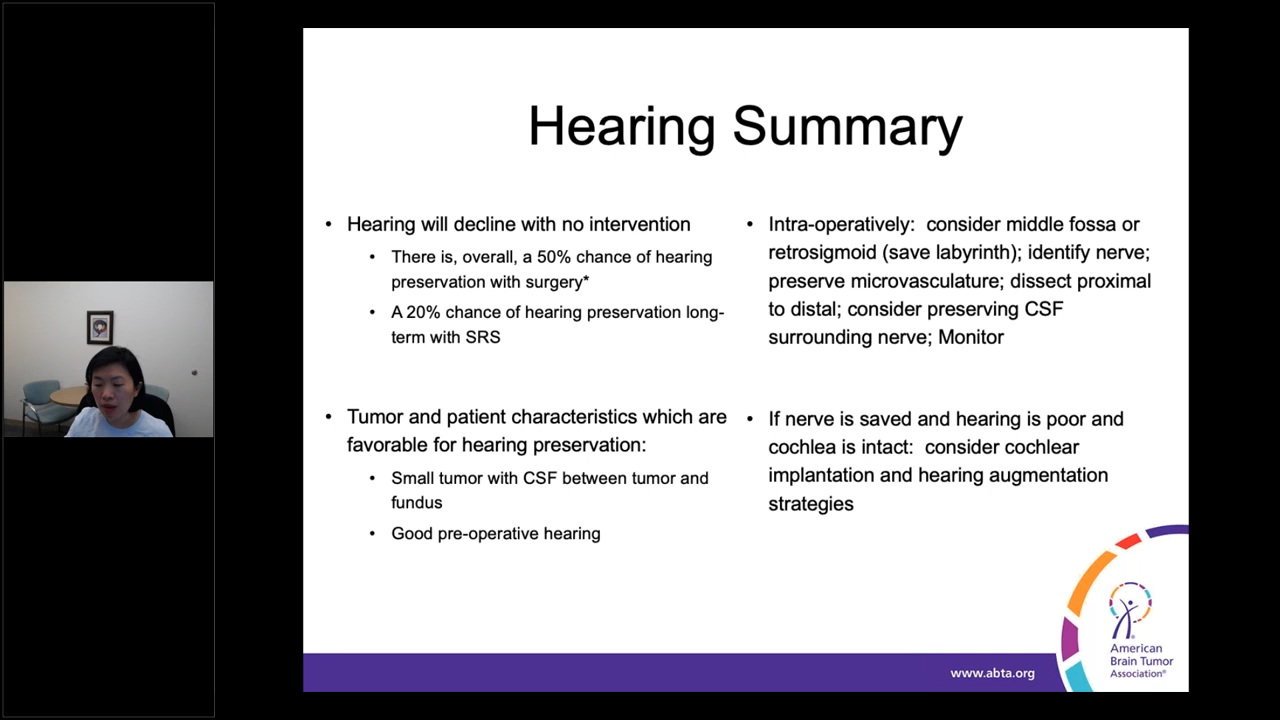 Hearing Summary
• Hearing will decline with no intervention
• There is, overall, a 50% chance of hearing
preservation with surgery*
• A 20% chance of hearing preservation long-
term with SRS
• Tumor and patient characteristics which are
favorable for hearing preservation:
• Small tumor with CSF between tumor and
fundus
• Good pre-operative hearing
• Intra-operatively: consider middle fossa or
retrosigmoid (save labyrinth); identify nerve;
preserve microvasculature; dissect proximal
to distal; consider preserving CSF
surrounding nerve; Monitor
• If nerve is saved and hearing is poor and
cochlea is intact: consider cochlear
implantation and hearing augmentation
strategies
www.abta.org
American
Brain Tumor
Association®